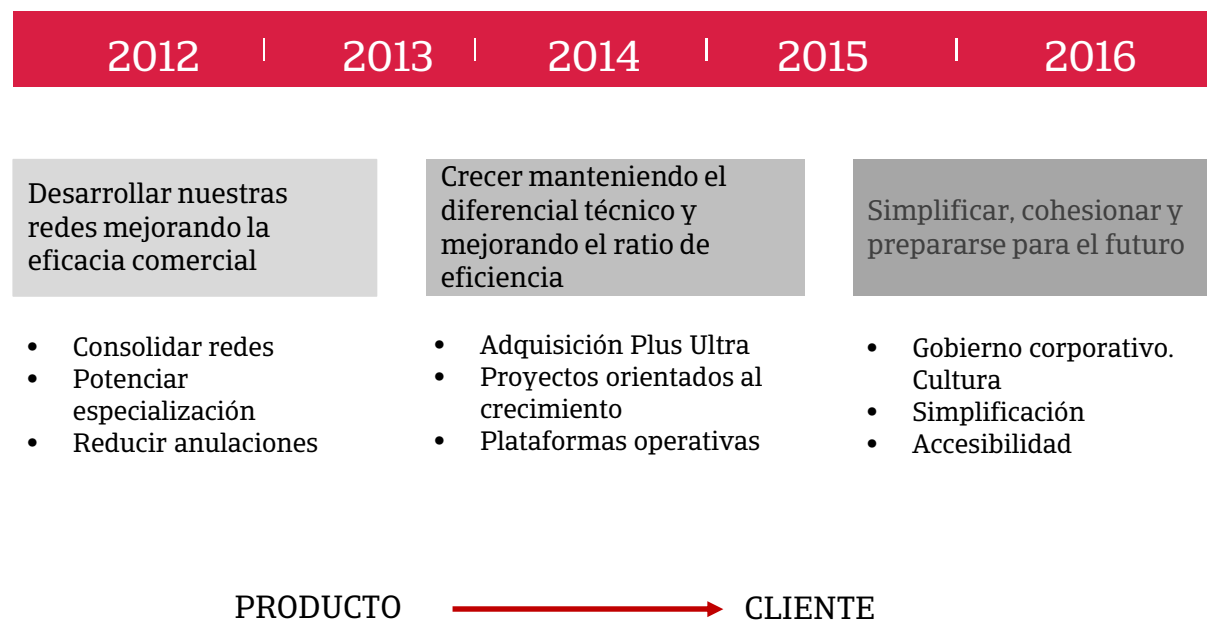 2012 2013 2014 2015 2016
Desarrollar nuestras
redes mejorando la
eficacia comercial
Crecer manteniendo el
diferencial técnico y
mejorando el ratio de
eficiencia
Simplificar, cohesionar y
prepararse para el futuro
• Consolidar redes
• Potenciar
especialización
• Reducir anulaciones
• Adquisición Plus Ultra
• Proyectos orientados al
crecimiento
• Plataformas operativas
• Gobierno corporativo.
Cultura
• Simplificación
• Accesibilidad
PRODUCTO CLIENTE